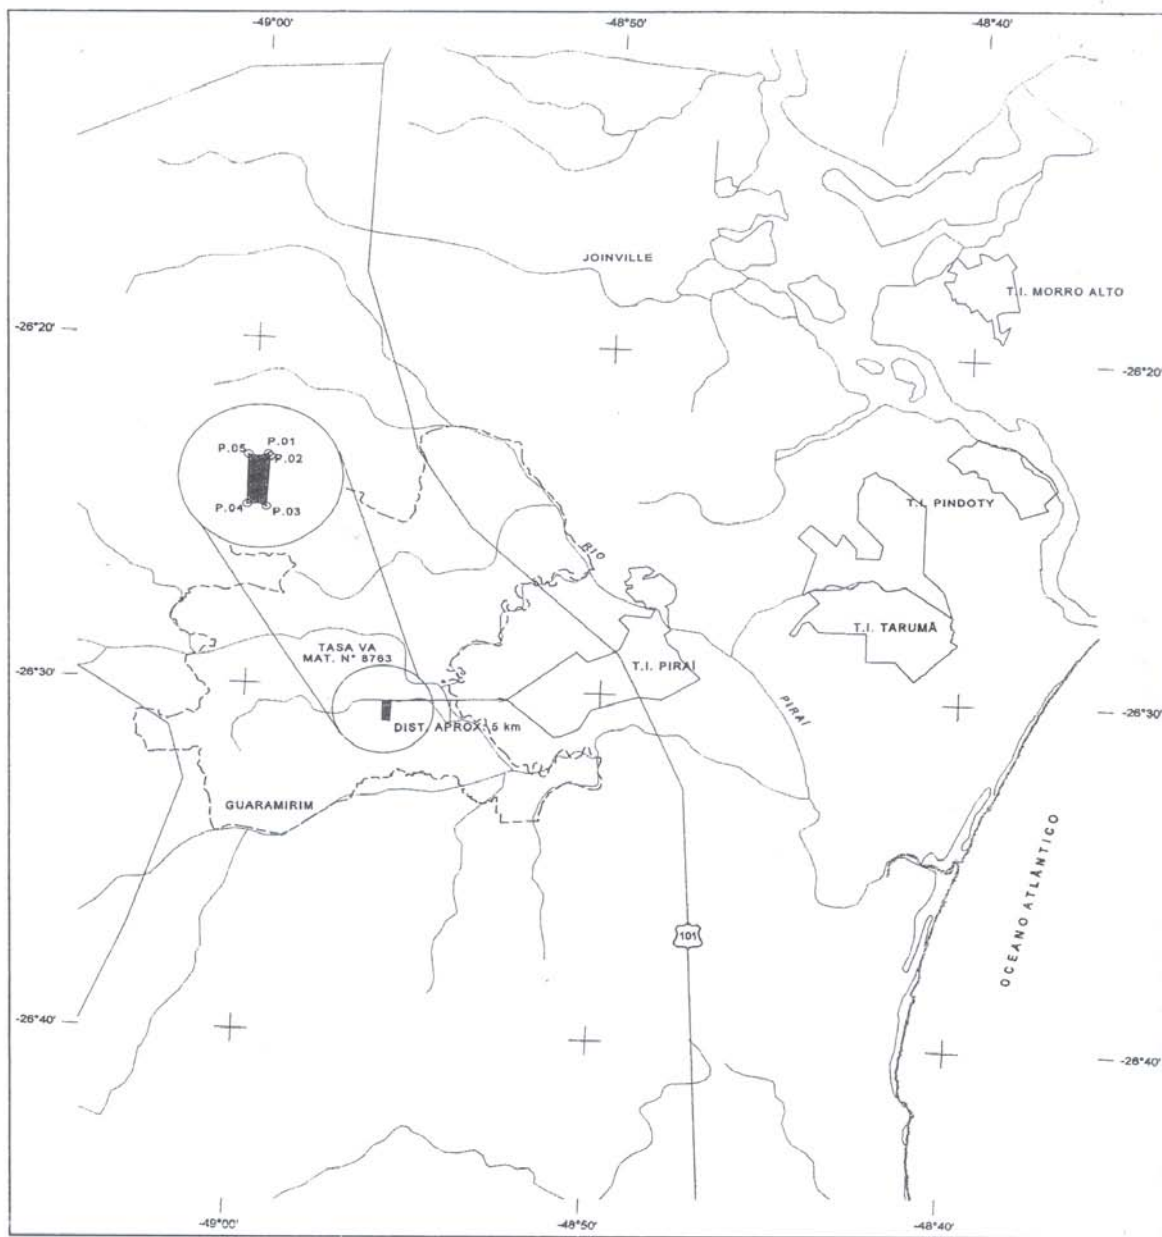 -49°00' -48°50' -48°40'
JOINVILLE
T.I. MORRO ALTO
-26°20'
-26°20'
P.05 P.01
P.02
P.04 P.03
T.I. PINDOTY
RIO
T.I. TARUMÃ
TASA VA
MAT. N° 8763
T.I. PIRAÍ
-26°30'
PIRAÍ
-26°30'
DIST. APROX: 5 km
GUARAMIRIM
OCEANO ATLÂNTICO
101
-26°40'
-26°40'
-49°00' -48°50' -48°40'